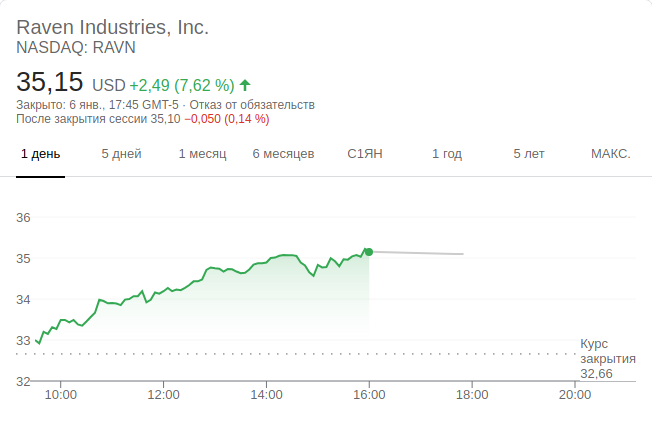 Raven Industries, Inc.
NASDAQ: RAVN
35,15 USD +2,49 (7,62 %)
Закрыто: 6 янв., 17:45 GMT-5 · Отказ от обязательств
После закрытия сессии 35,10 −0,050 (0,14 %)
1 день 5 дней 1 месяц 6 месяцев С1ЯН 1 год 5 лет МАКС.
36
35
34
33
Курс
закрытия
32,66
32
10:00 12:00 14:00 16:00 18:00 20:00